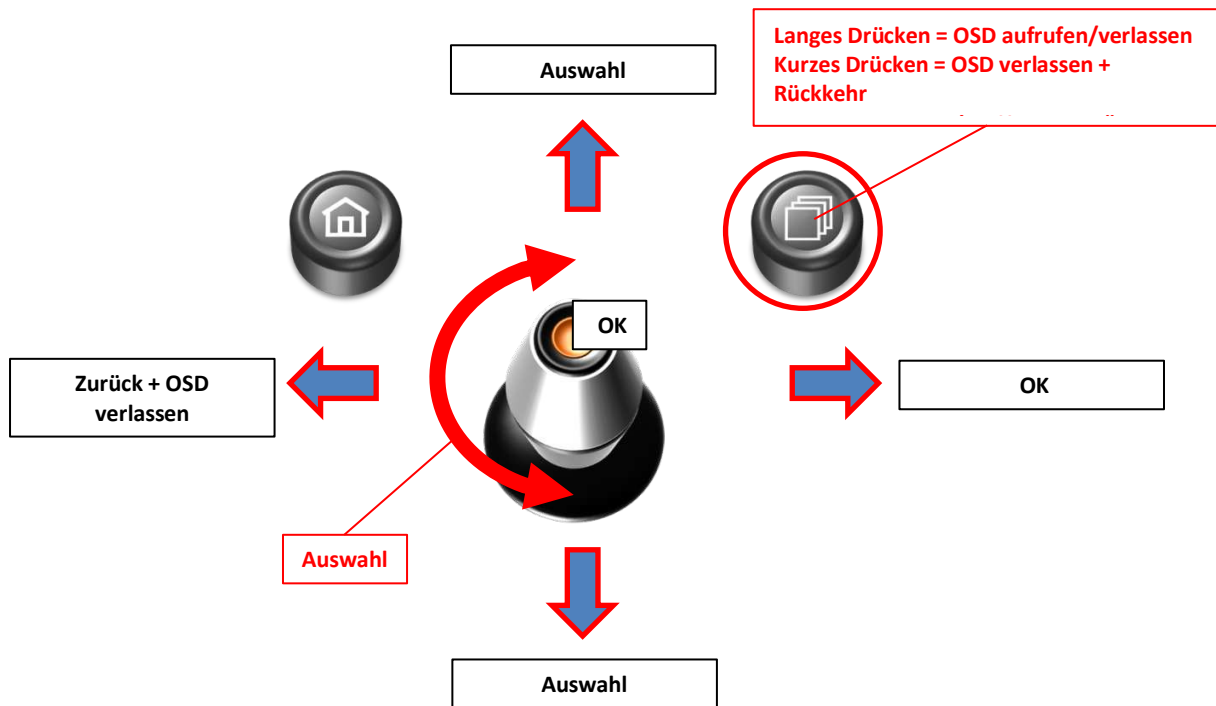 Auswahl
Langes Drücken = OSD aufrufen/verlassen
Kurzes Drücken = OSD verlassen +
Rückkehr
OK
Zurück + OSD
verlassen
OK
Auswahl
Auswahl